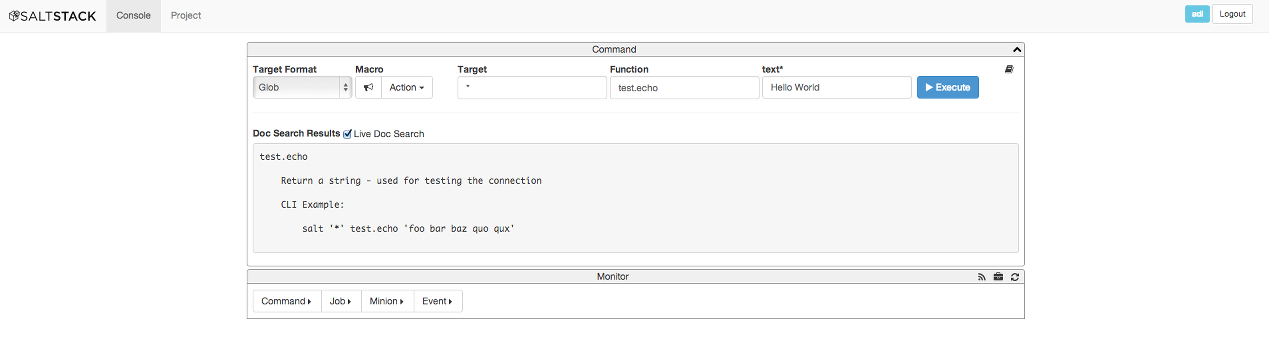 SALTSTACK Console Project adi Logout
Command
Target Format Macro Target Function text*
Glob Action * test.echo Hello World Execute
Doc Search Results Live Doc Search
test.echo
Return a string - used for testing the connection
CLI Example:
salt '*' test.echo 'foo bar baz quo qux'
Monitor
Command Job Minion Event